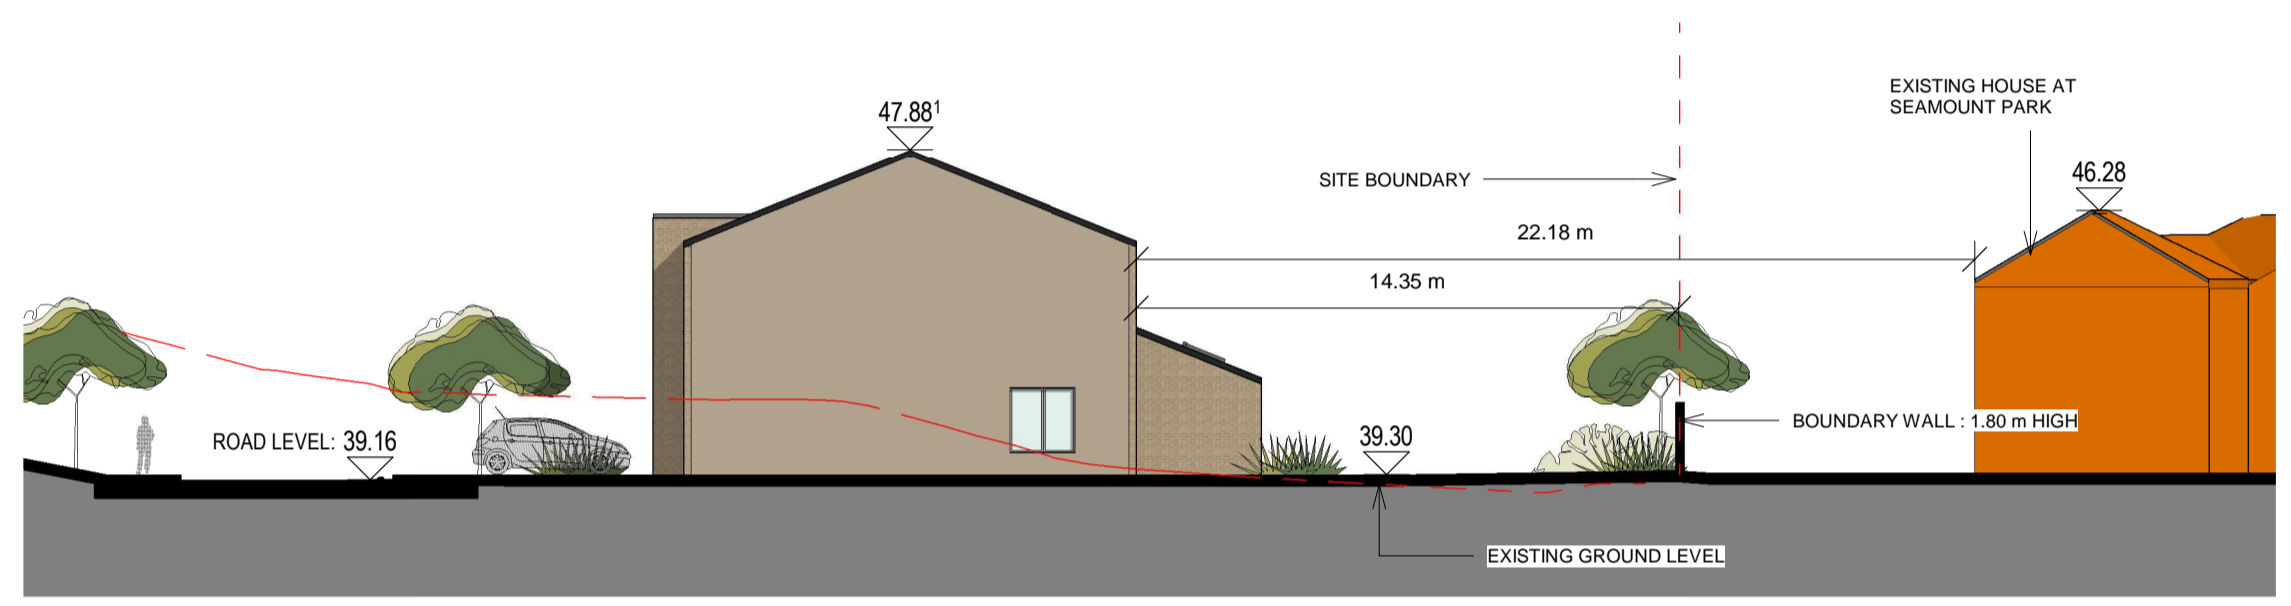 EXISTING HOUSE AT
SEAMOUNT PARK
47.88¹
SITE BOUNDARY
46.28
22.18 m
14.35 m
BOUNDARY WALL : 1.80 m HIGH
ROAD LEVEL: 39.16
39.30
EXISTING GROUND LEVEL